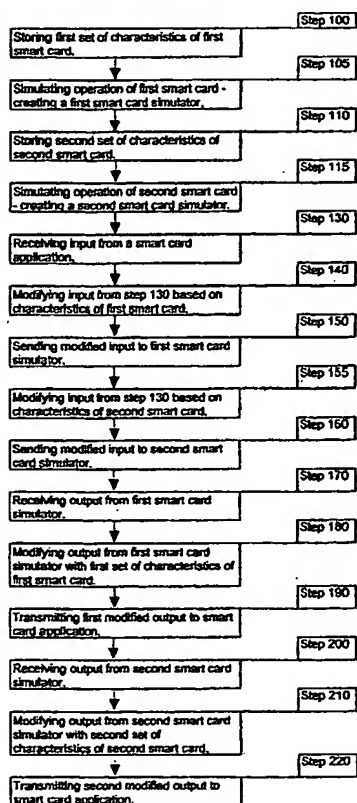 Step 100
Storing first set of characteristics of first
smart card.
Step 105
Simulating operation of first smart card -
creating a first smart card simulator.
Step 110
Storing second set of characteristics of
second smart card.
Step 115
Simulating operation of second smart card
- creating a second smart card simulator.
Step 130
Receiving input from a smart card
application.
Step 140
Modifying input from step 130 based on
characteristics of first smart card.
Step 150
Sending modified input to first smart card
simulator.
Step 155
Modifying input from step 130 based on
characteristics of second smart card.
Step 160
Sending modified input to second smart
card simulator.
Step 170
Receiving output from first smart card
simulator.
Step 180
Modifying output from first smart card
simulator with first set of characteristics of
first smart card.
Step 190
Transmitting first modified output to smart
card application.
Step 200
Receiving output from second smart card
simulator.
Step 210
Modifying output from second smart card
simulator with second set of
characteristics of second smart card.
Step 220
Transmitting second modified output to
smart card application.